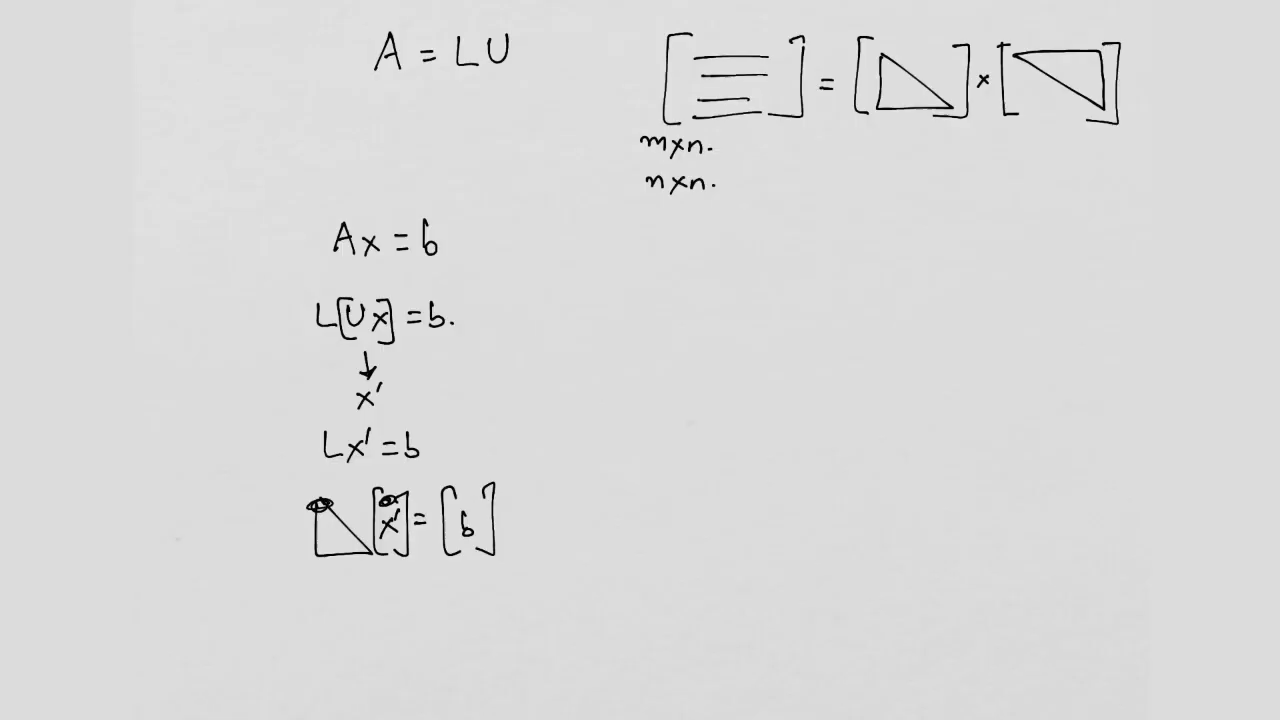 A = LU
[ ] = [ ] × [ ]
m×n.
n×n.
Ax = b
L[Ux] = b.
↓
x'
Lx' = b
[x'] = [b]